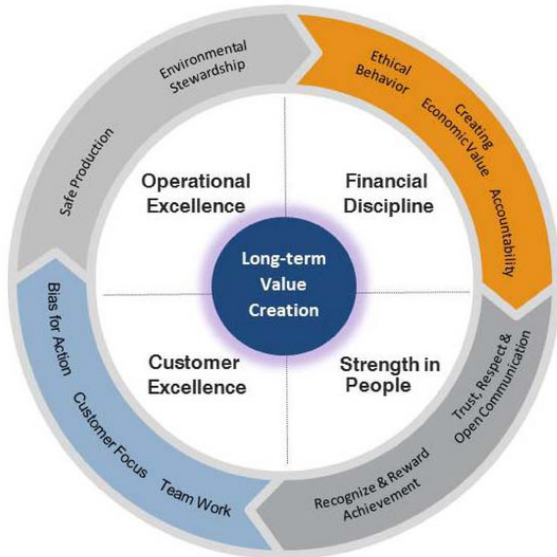 Environmental
Stewardship
Safe Production
Ethical
Behavior
Creating
Economic Value
Accountability
Operational
Excellence
Financial
Discipline
Long-term
Value
Creation
Customer
Excellence
Strength in
People
Bias for Action
Customer Focus
Team Work
Trust, Respect &
Open Communication
Recognize & Reward
Achievement